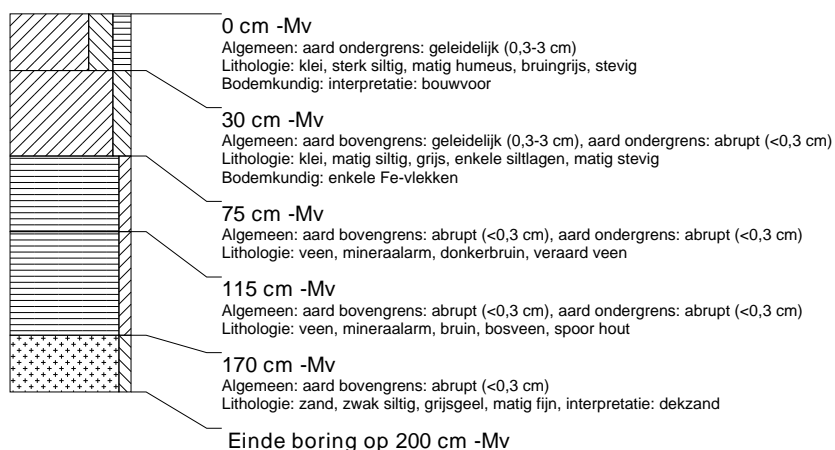 0 cm -Mv
Algemeen: aard ondergrens: geleidelijk (0,3-3 cm)
Lithologie: klei, sterk siltig, matig humeus, bruingrijs, stevig
Bodemkundig: interpretatie: bouwvoor
30 cm -Mv
Algemeen: aard bovengrens: geleidelijk (0,3-3 cm), aard ondergrens: abrupt (<0,3 cm)
Lithologie: klei, matig siltig, grijs, enkele siltlagen, matig stevig
Bodemkundig: enkele Fe-vlekken
75 cm -Mv
Algemeen: aard bovengrens: abrupt (<0,3 cm), aard ondergrens: abrupt (<0,3 cm)
Lithologie: veen, mineraalarm, donkerbruin, veraard veen
115 cm -Mv
Algemeen: aard bovengrens: abrupt (<0,3 cm), aard ondergrens: abrupt (<0,3 cm)
Lithologie: veen, mineraalarm, bruin, bosveen, spoor hout
170 cm -Mv
Algemeen: aard bovengrens: abrupt (<0,3 cm)
Lithologie: zand, zwak siltig, grijsgeel, matig fijn, interpretatie: dekzand
Einde boring op 200 cm -Mv